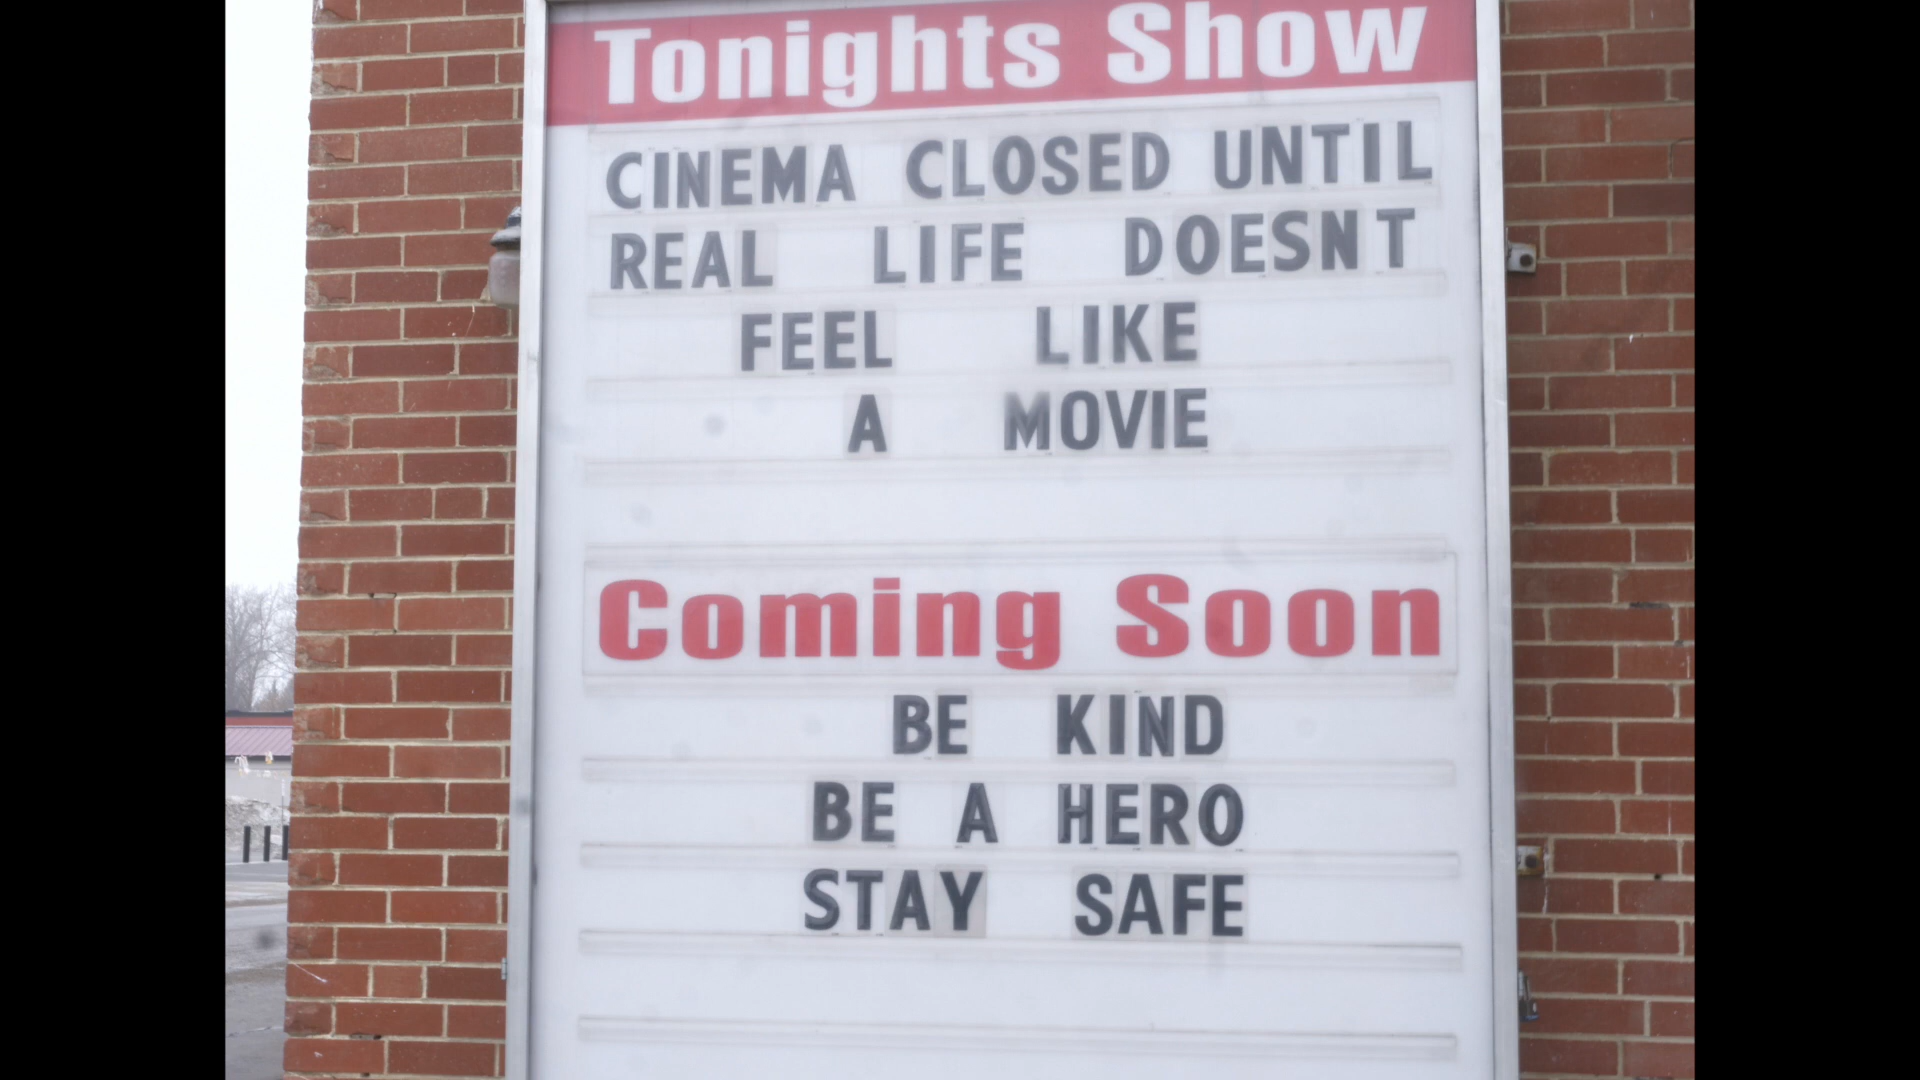 Tonights Show
CINEMA CLOSED UNTIL
REAL LIFE DOESNT
FEEL LIKE
A MOVIE
Coming Soon
BE KIND
BE A HERO
STAY SAFE